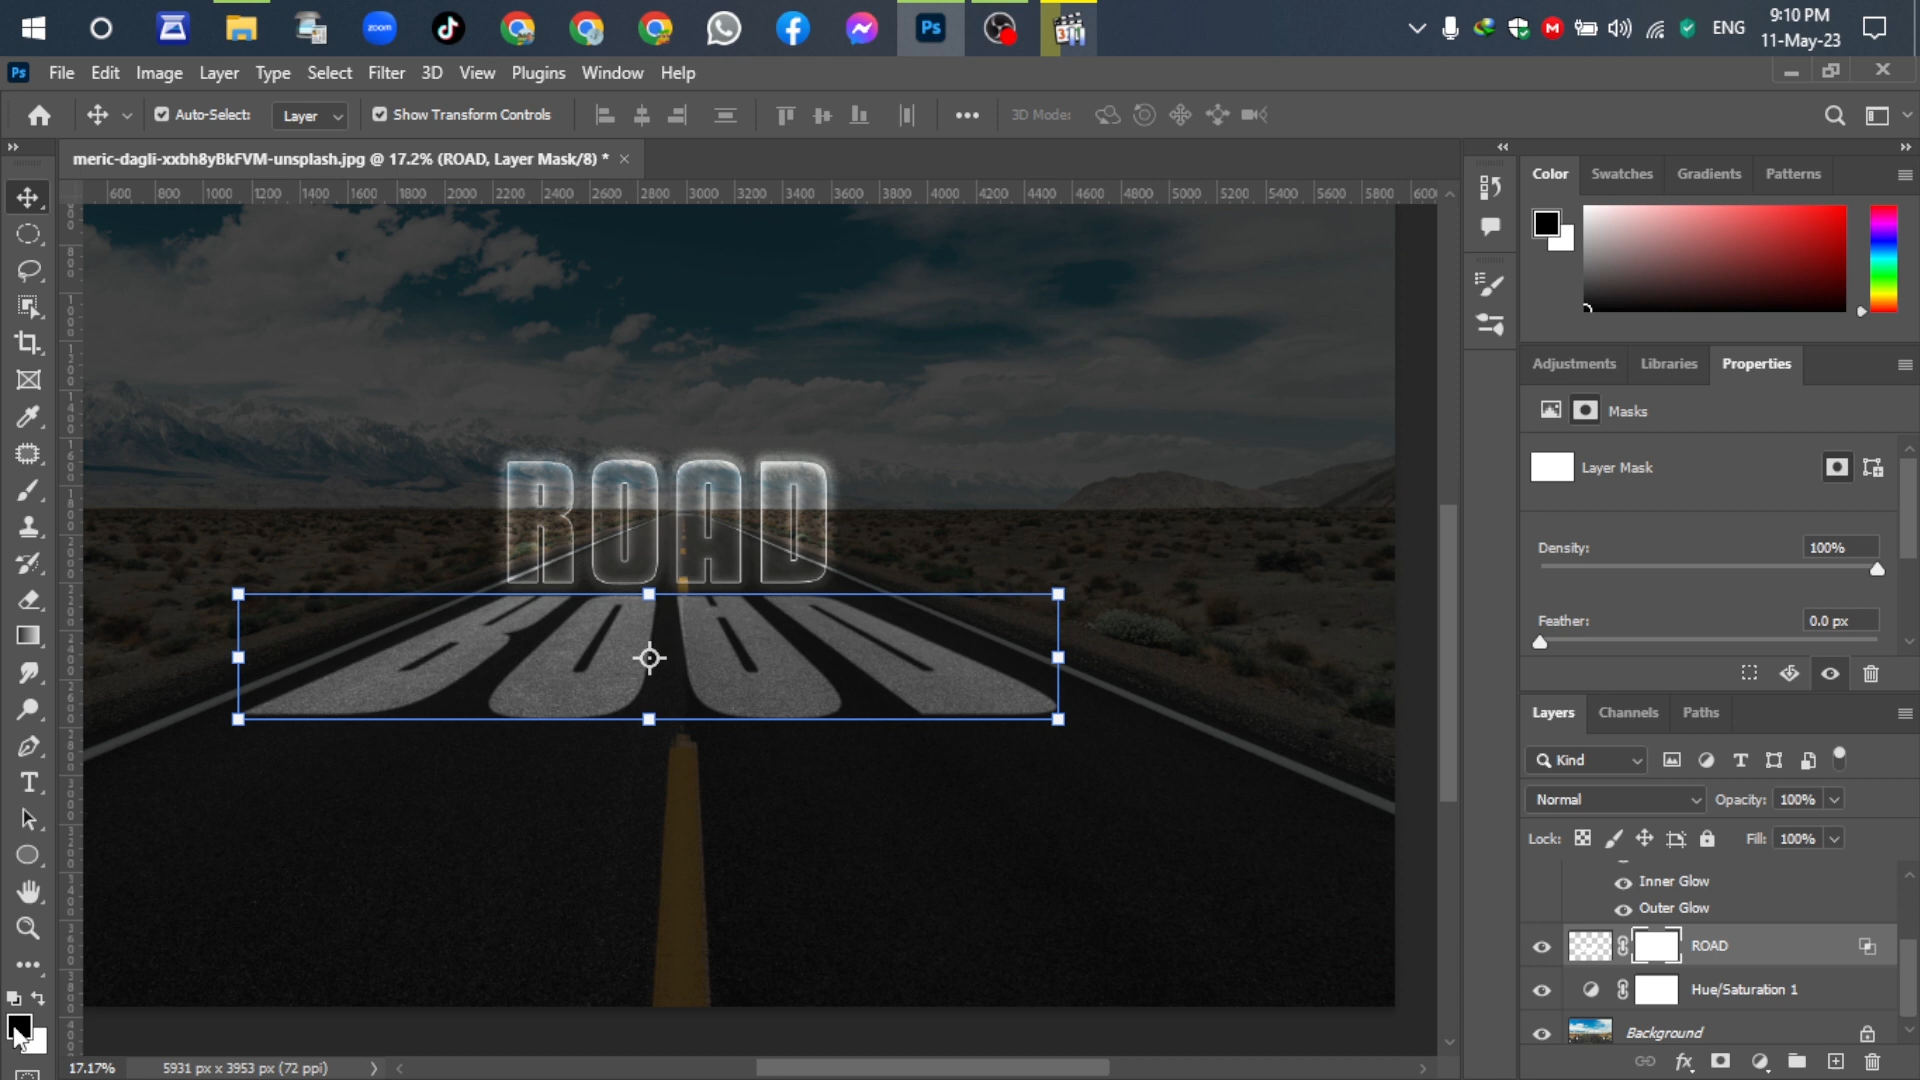 zoom
Ps
31
M
ENG
9:10 PM
11-May-23
Ps File Edit Image Layer Type Select Filter 3D View Plugins Window Help
Auto-Select: Layer Show Transform Controls 3D Mode:
meric-dagli-xxbh8yBkFVM-unsplash.jpg @ 17.2% (ROAD, Layer Mask/8) *
600 800 1000 1200 1400 1600 1800 2000 2200 2400 2600 2800 3000 3200 3400 3600 3800 4000 4200 4400 4600 4800 5000 5200 5400 5600 5800
ROAD
ROAD
Color Swatches Gradients Patterns
Adjustments Libraries Properties
Masks
Layer Mask
Density: 100%
Feather: 0.0 px
Layers Channels Paths
Kind
Normal Opacity: 100%
Lock: Fill: 100%
Inner Glow
Outer Glow
ROAD
Hue/Saturation 1
Background
fx
17.17% 5931 px x 3953 px (72 ppi)